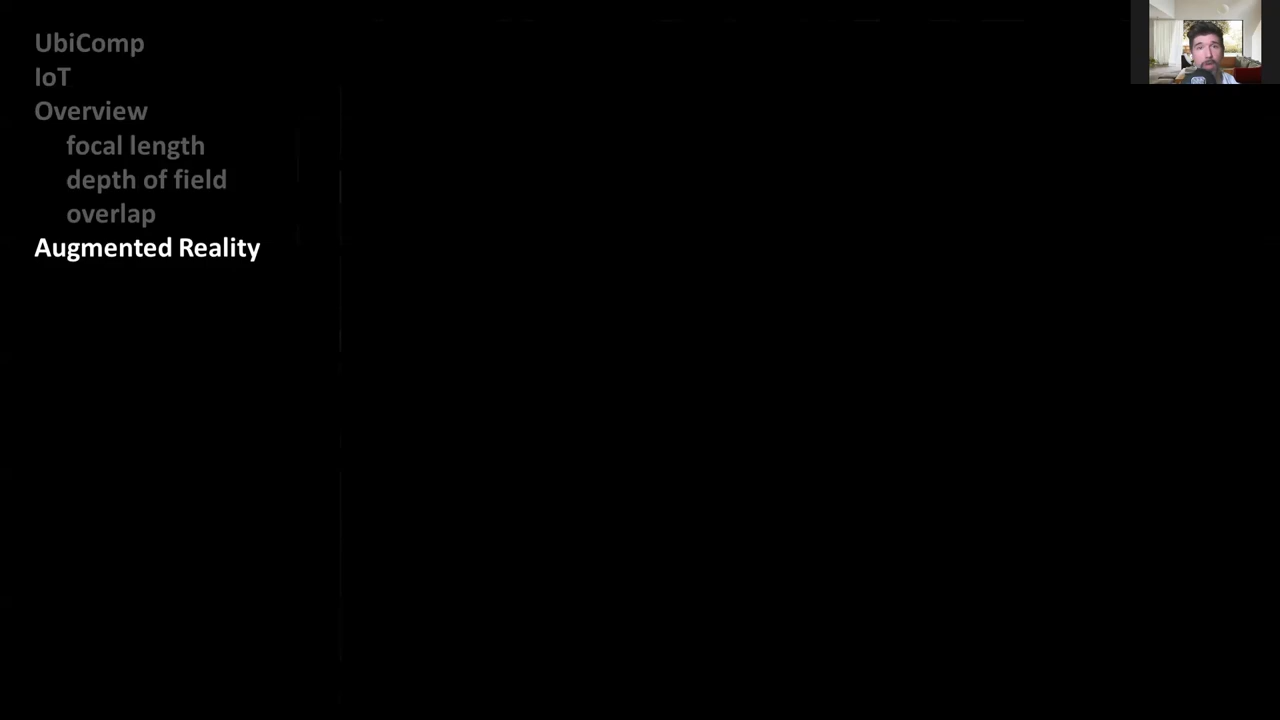 UbiComp
IoT
Overview
focal length
depth of field
overlap
Augmented Reality